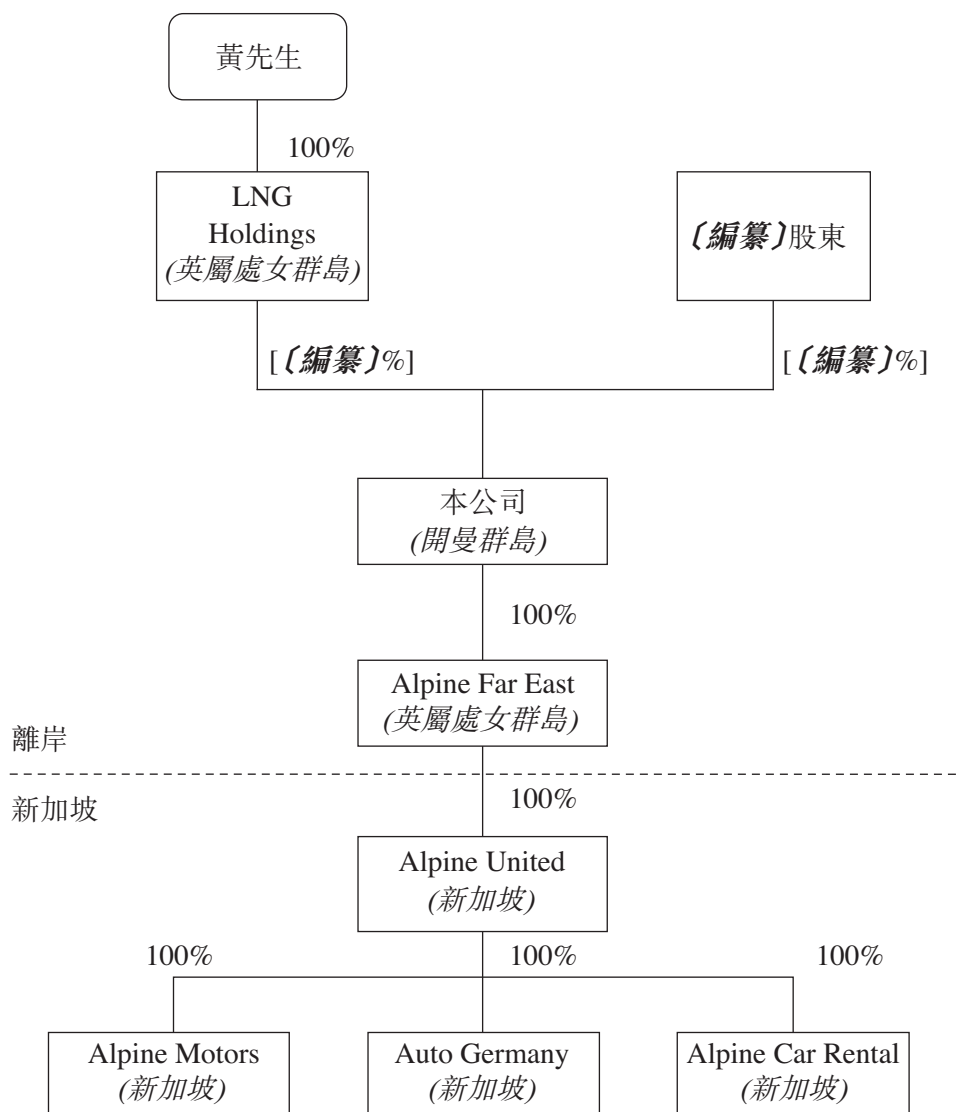 黃先生
100%
LNG
Holdings
(英屬處女群島)
〔編纂〕股東
[〔編纂〕%]
[〔編纂〕%]
本公司
(開曼群島)
100%
Alpine Far East
(英屬處女群島)
離岸
新加坡
100%
Alpine United
(新加坡)
100%
100%
100%
Alpine Motors
(新加坡)
Auto Germany
(新加坡)
Alpine Car Rental
(新加坡)